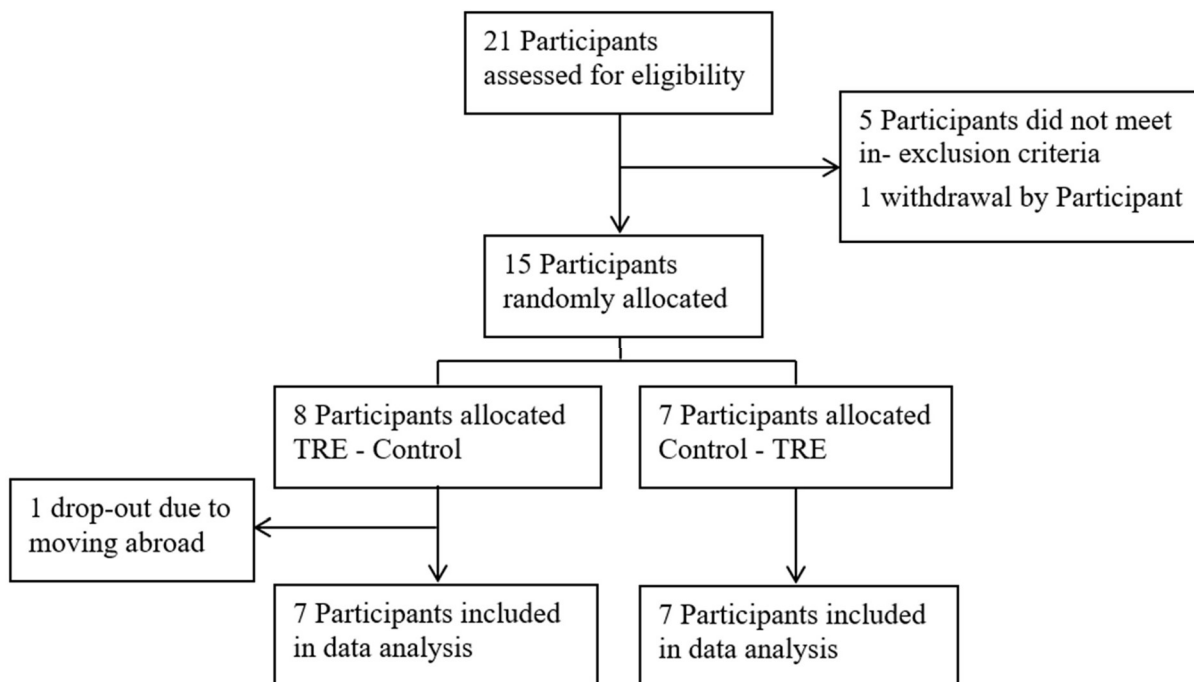 21 Participants
assessed for eligibility
5 Participants did not meet
in- exclusion criteria
1 withdrawal by Participant
15 Participants
randomly allocated
8 Participants allocated
TRE - Control
7 Participants allocated
Control - TRE
1 drop-out due to
moving abroad
7 Participants included
in data analysis
7 Participants included
in data analysis